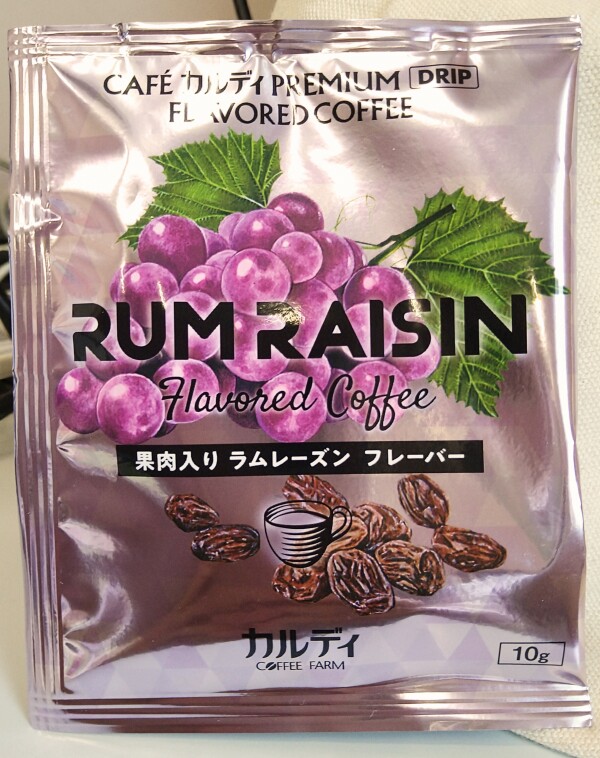 CAFÉ カルディ PREMIUM DRIP
FLAVORED COFFEE
RUM RAISIN
Flavored Coffee
果肉入り ラムレーズン フレーバー
カルディ
COFFEE FARM
10g